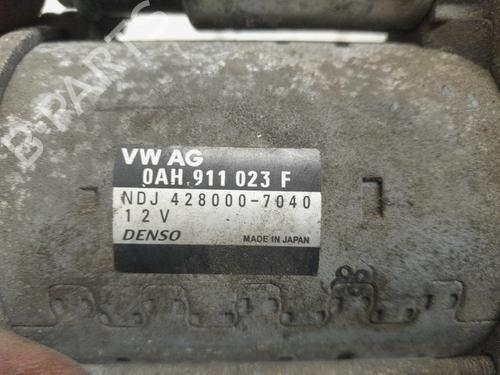 B-PARTS
VW AG
0AH 911 023 F
NDJ 428000-7040
12V
DENSO MADE IN JAPAN